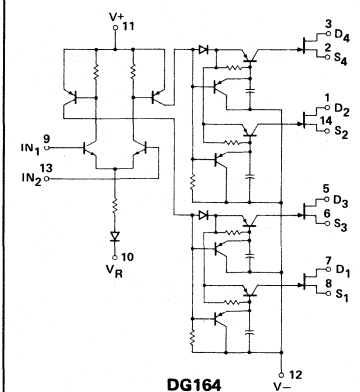 V+
11
3 D4
2 S4
1 D2
14 S2
9
IN1
13
IN2
5 D3
6 S3
7 D1
8 S1
10
VR
12
V−
DG164